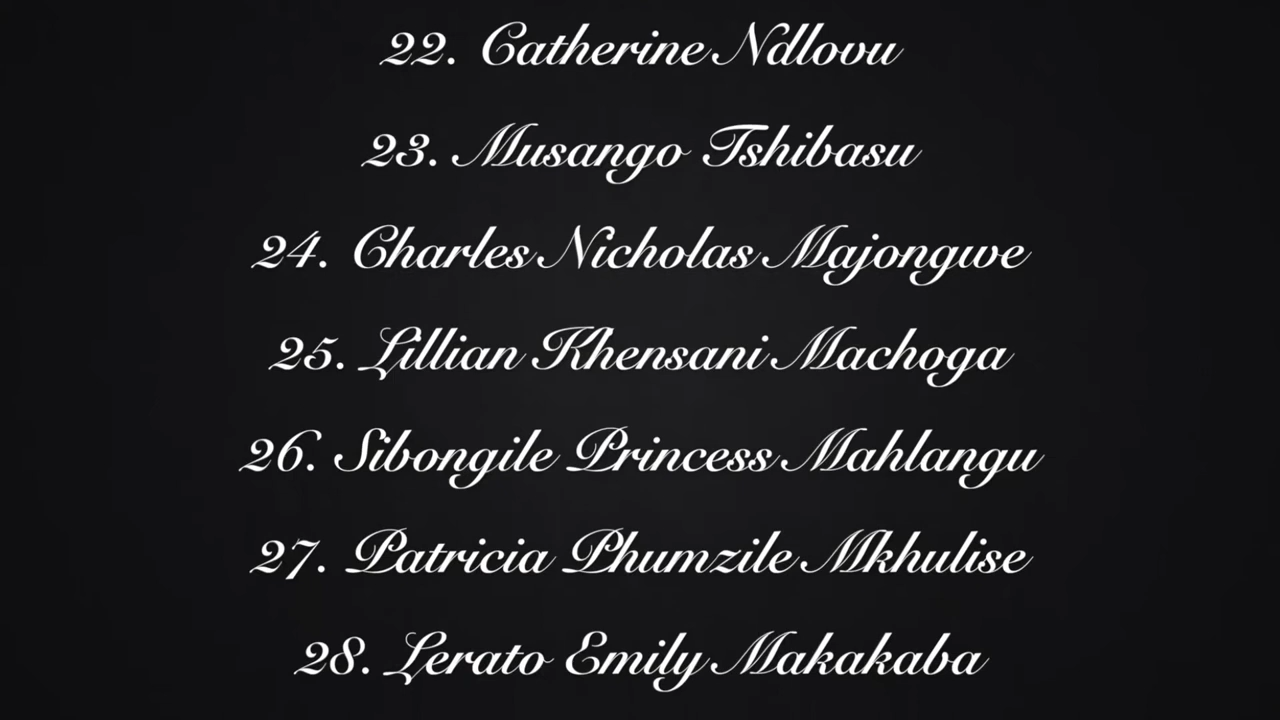 22. Catherine Ndlovu
23. Musango Tshibasu
24. Charles Nicholas Majongwe
25. Lillian Khensani Machoga
26. Sibongile Princess Mahlangu
27. Patricia Phumzile Mkhulise
28. Lerato Emily Makakaba